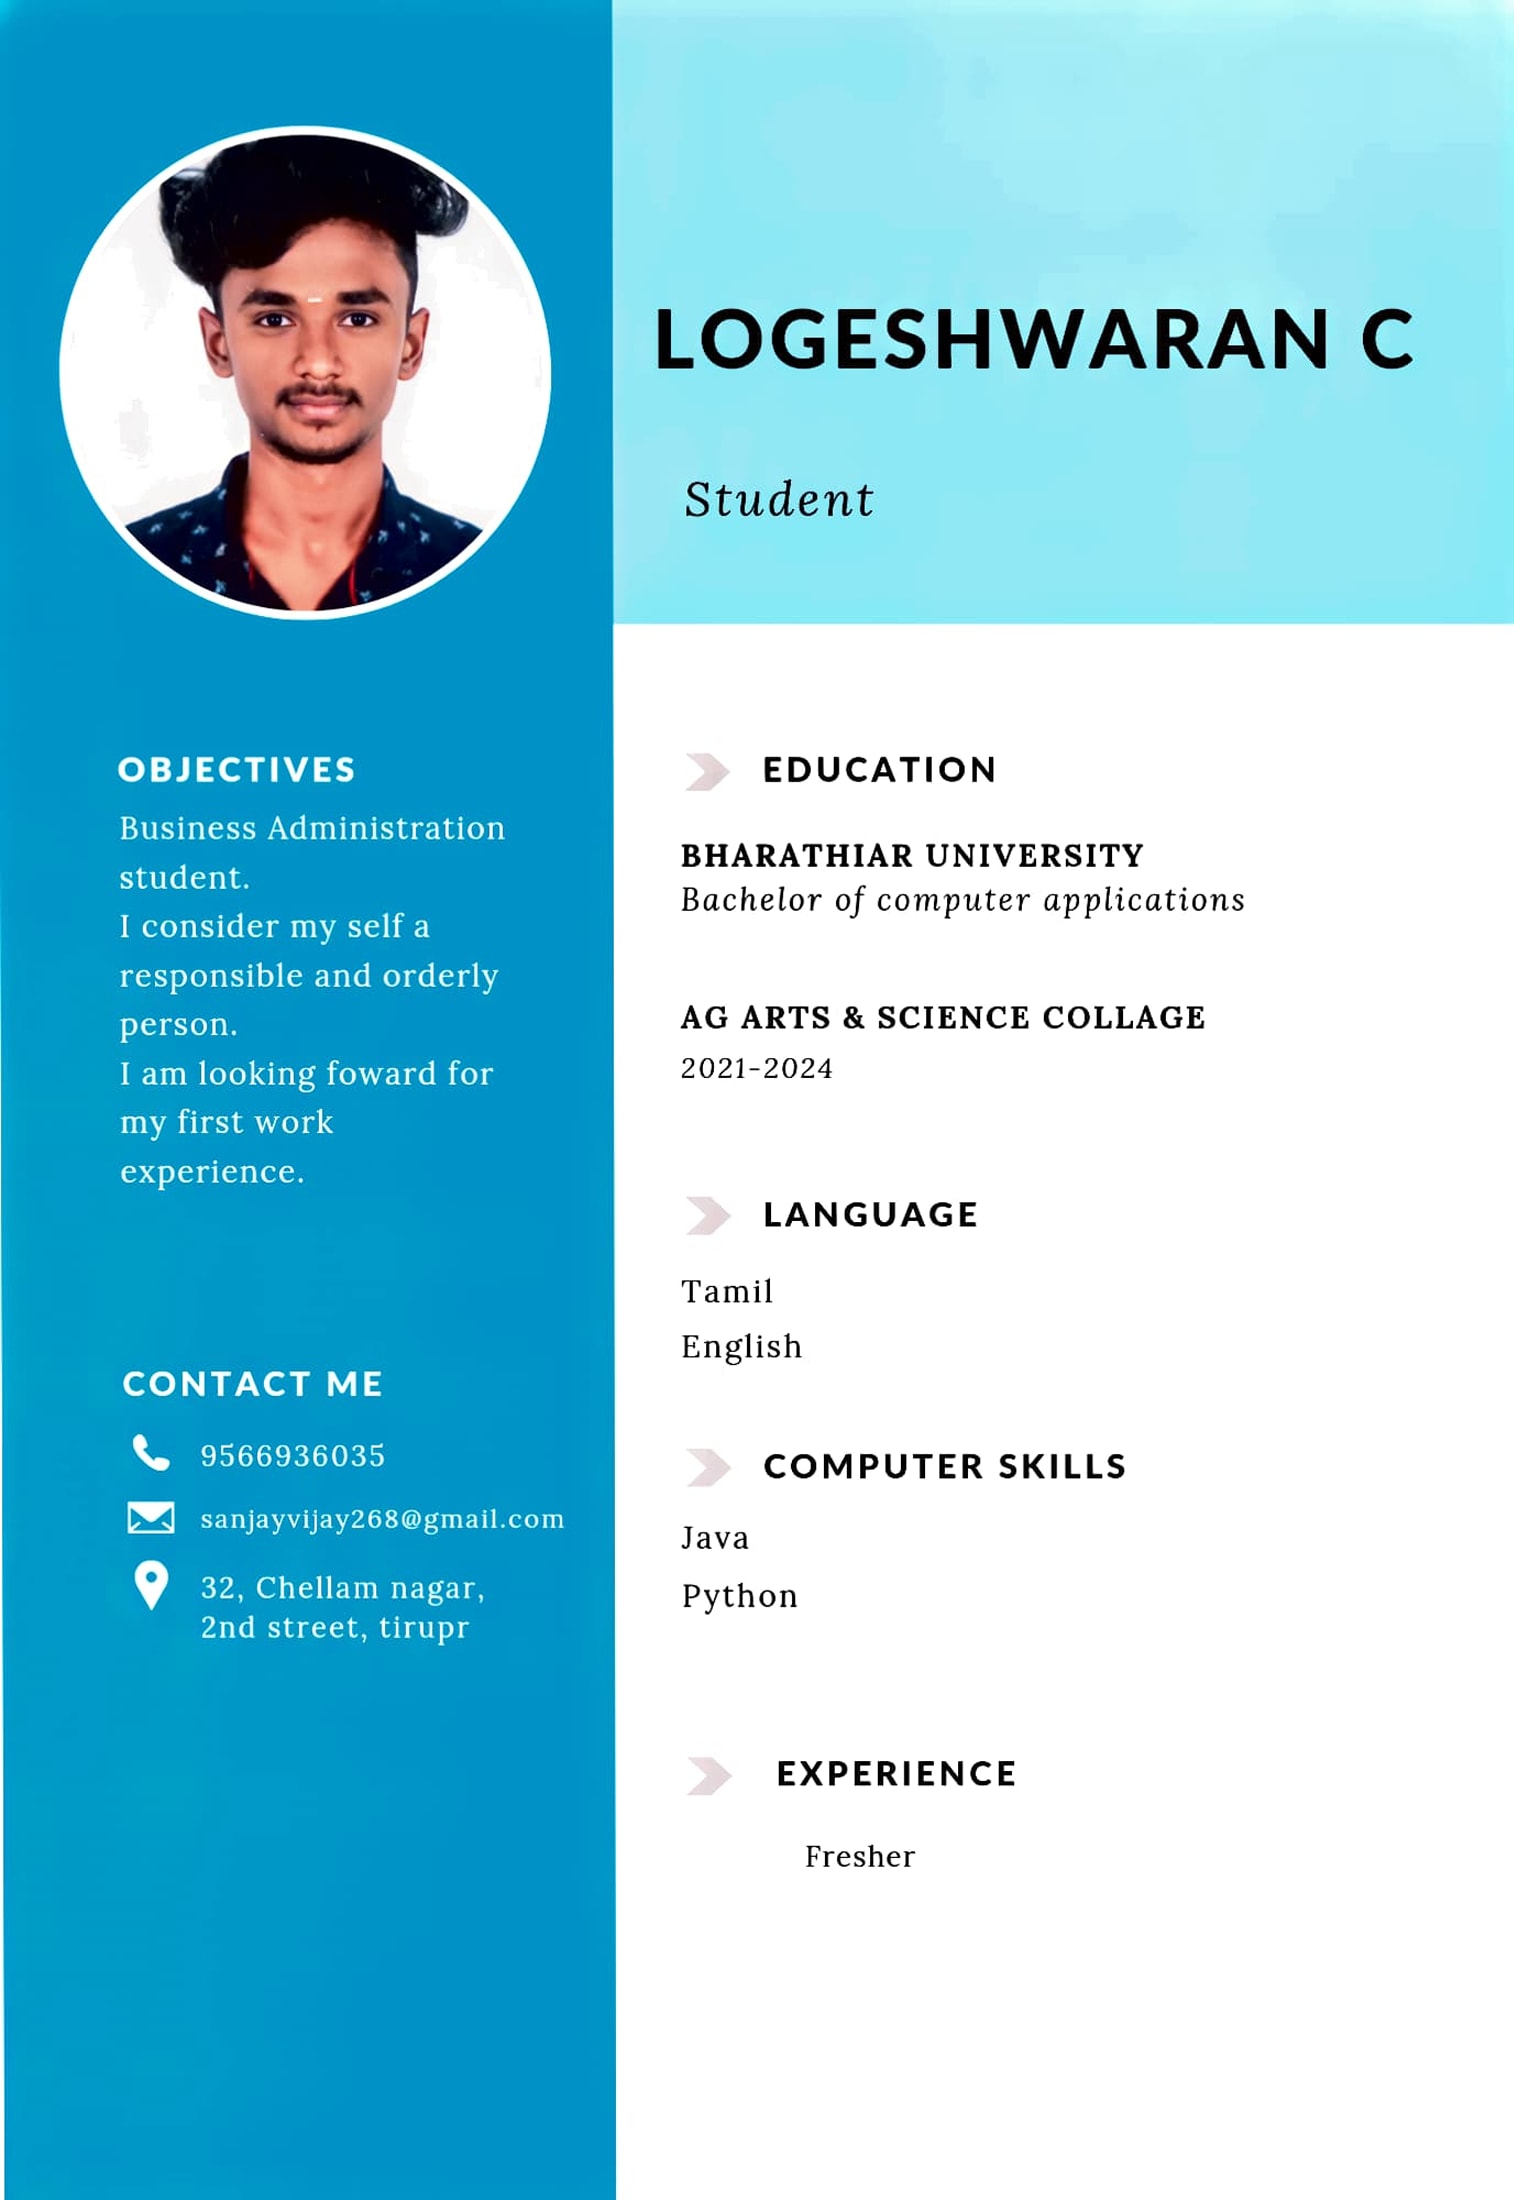 LOGESHWARAN C
Student
OBJECTIVES
Business Administration
student.
I consider my self a
responsible and orderly
person.
I am looking foward for
my first work
experience.
CONTACT ME
9566936035
sanjayvijay268@gmail.com
32, Chellam nagar,
2nd street, tirupr
EDUCATION
BHARATHIAR UNIVERSITY
Bachelor of computer applications
AG ARTS & SCIENCE COLLAGE
2021-2024
LANGUAGE
Tamil
English
COMPUTER SKILLS
Java
Python
EXPERIENCE
Fresher